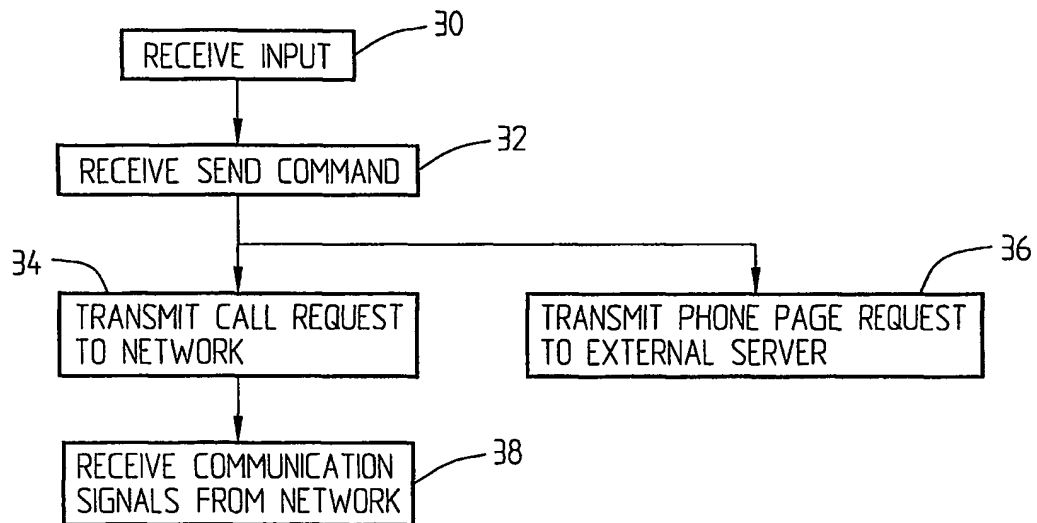 30
RECEIVE INPUT
32
RECEIVE SEND COMMAND
34
36
TRANSMIT CALL REQUEST
TO NETWORK
TRANSMIT PHONE PAGE REQUEST
TO EXTERNAL SERVER
38
RECEIVE COMMUNICATION
SIGNALS FROM NETWORK